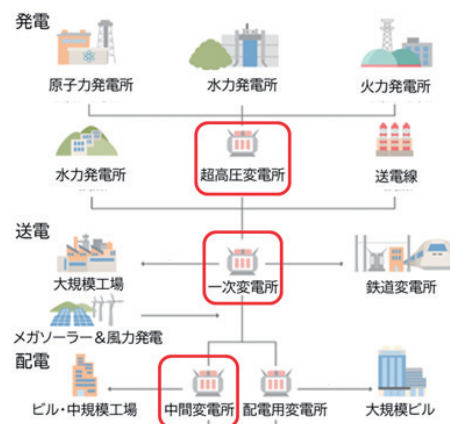 発電
原子力発電所 水力発電所 火力発電所
水力発電所 超高圧変電所 送電線
送電
大規模工場 一次変電所 鉄道変電所
メガソーラー&風力発電
配電
ビル・中規模工場 中間変電所 配電用変電所 大規模ビル